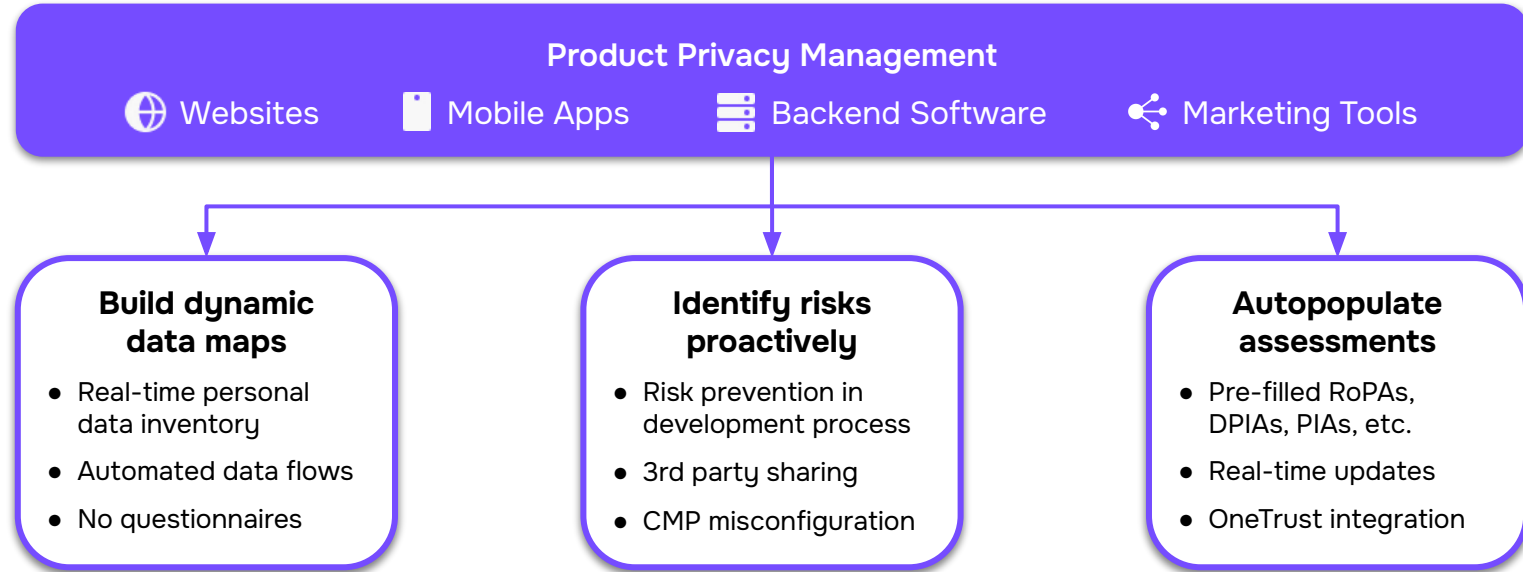 Product Privacy Management
Websites
Mobile Apps
Backend Software
Marketing Tools
Build dynamic
data maps
● Real-time personal
data inventory
● Automated data flows
● No questionnaires
Identify risks
proactively
● Risk prevention in
development process
● 3rd party sharing
● CMP misconfiguration
Autopopulate
assessments
● Pre-filled RoPAs,
DPIAs, PIAs, etc.
● Real-time updates
● OneTrust integration